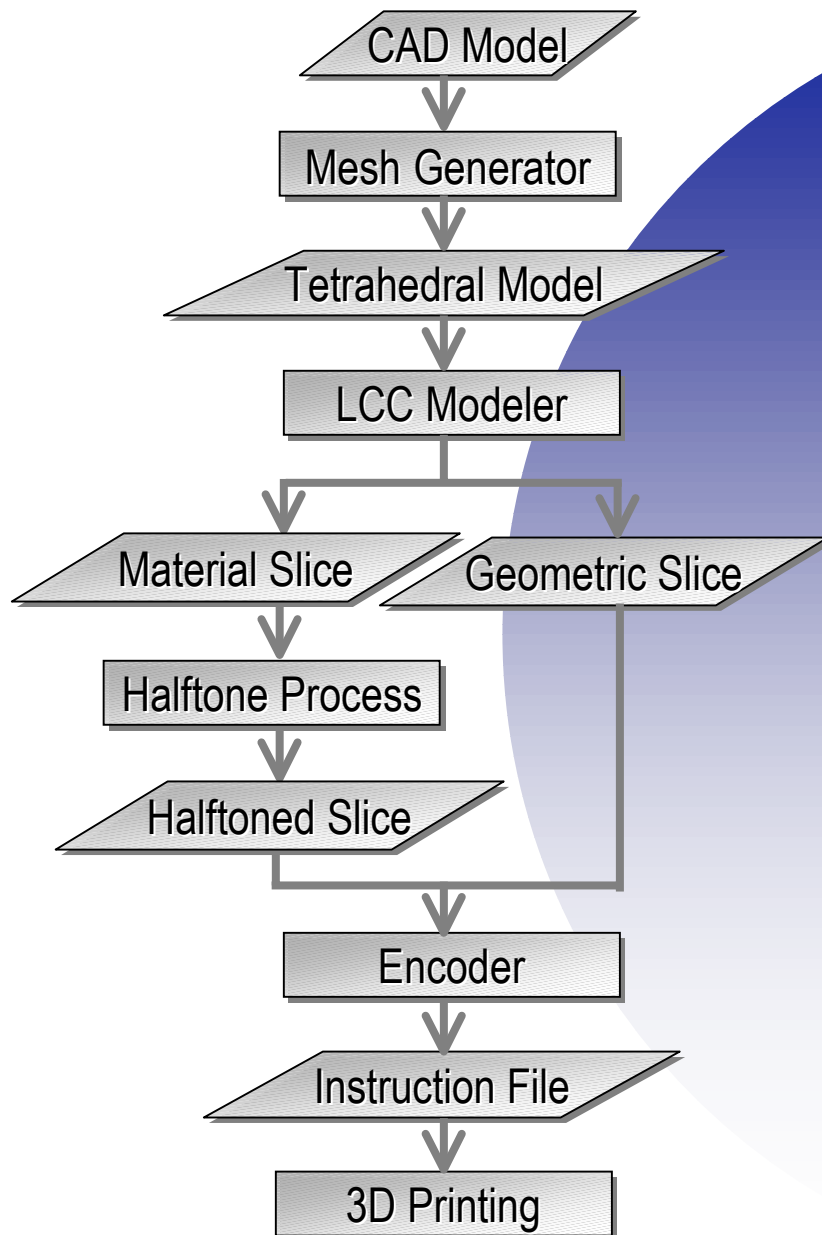 CAD Model
Mesh Generator
Tetrahedral Model
LCC Modeler
Material Slice
Geometric Slice
Halftone Process
Halftoned Slice
Encoder
Instruction File
3D Printing